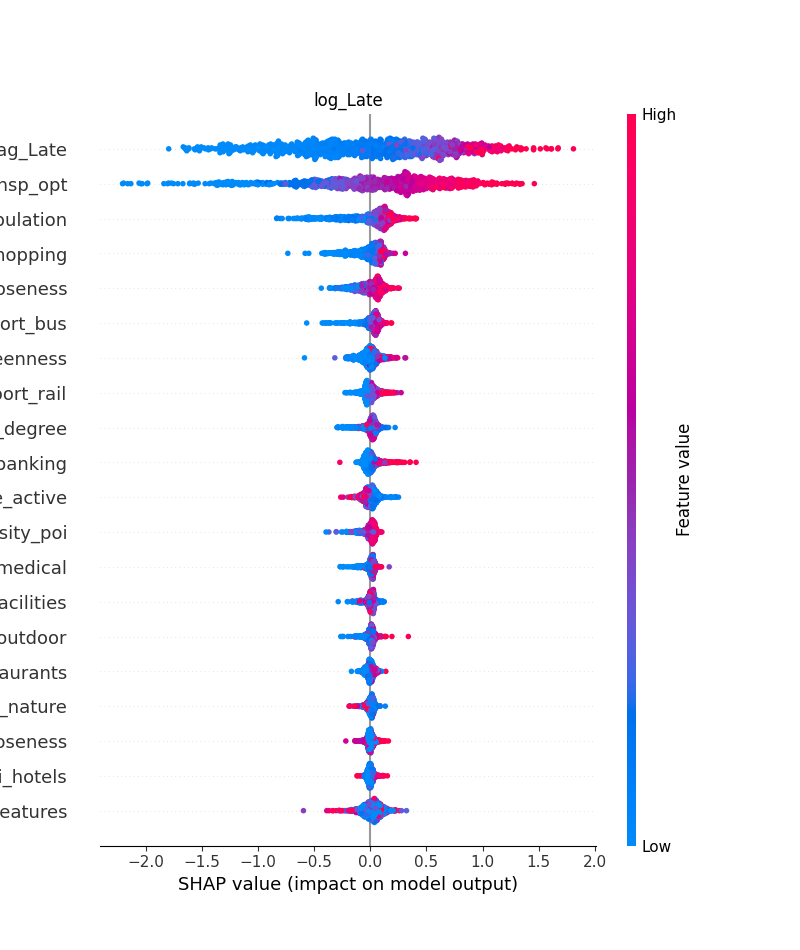 log_Late
High
ag_Late
nsp_opt
pulation
hopping
oseness
ort_bus
eenness
port_rail
_degree
banking
e_active
sity_poi
medical
acilities
outdoor
aurants
_nature
oseness
i_hotels
eatures
Low
Feature value
−2.0 −1.5 −1.0 −0.5 0.0 0.5 1.0 1.5 2.0
SHAP value (impact on model output)